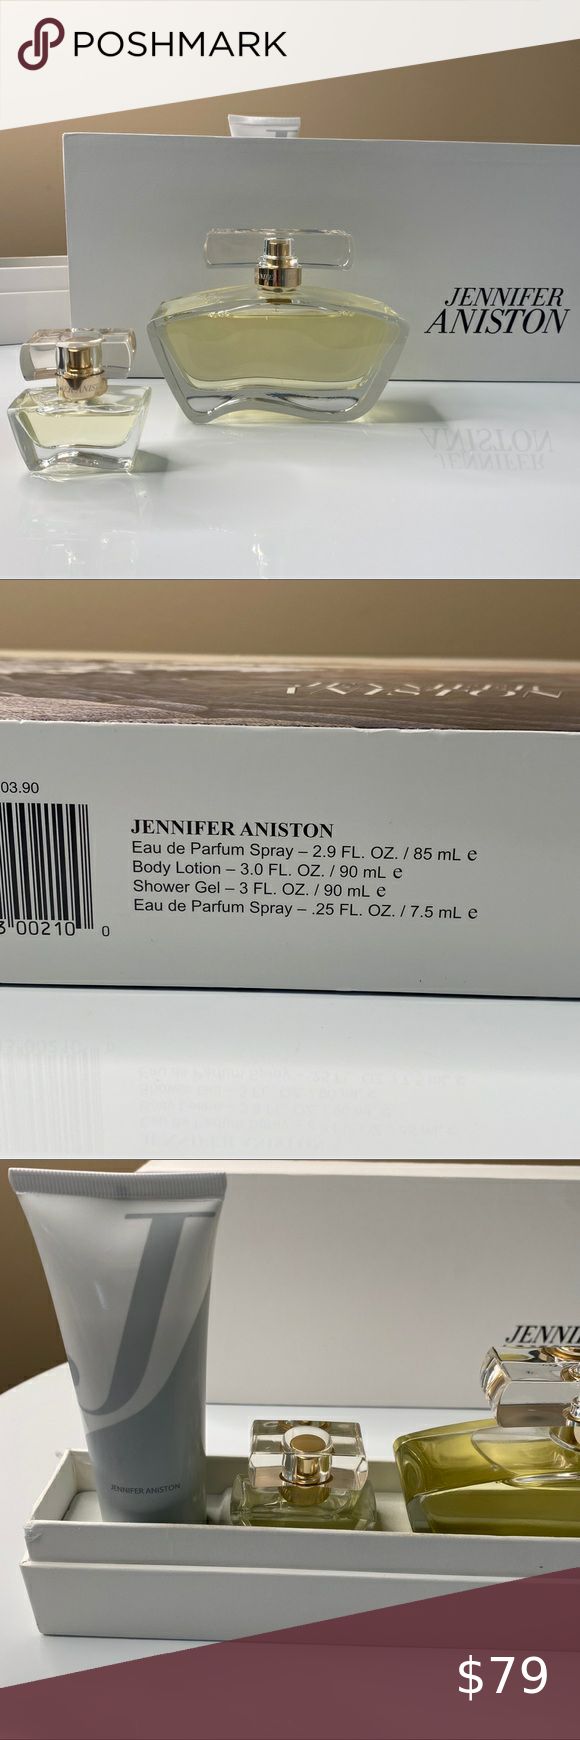 POSHMARK
JENNIFER
ANISTON
ANISTON
JENNIFER
03.90
JENNIFER ANISTON
Eau de Parfum Spray – 2.9 FL. OZ. / 85 mL e
Body Lotion – 3.0 FL. OZ. / 90 mL e
Shower Gel – 3 FL. OZ. / 90 mL e
Eau de Parfum Spray – .25 FL. OZ. / 7.5 mL e
3 00210 0
J
JENNIFER ANISTON
JENNI
$79